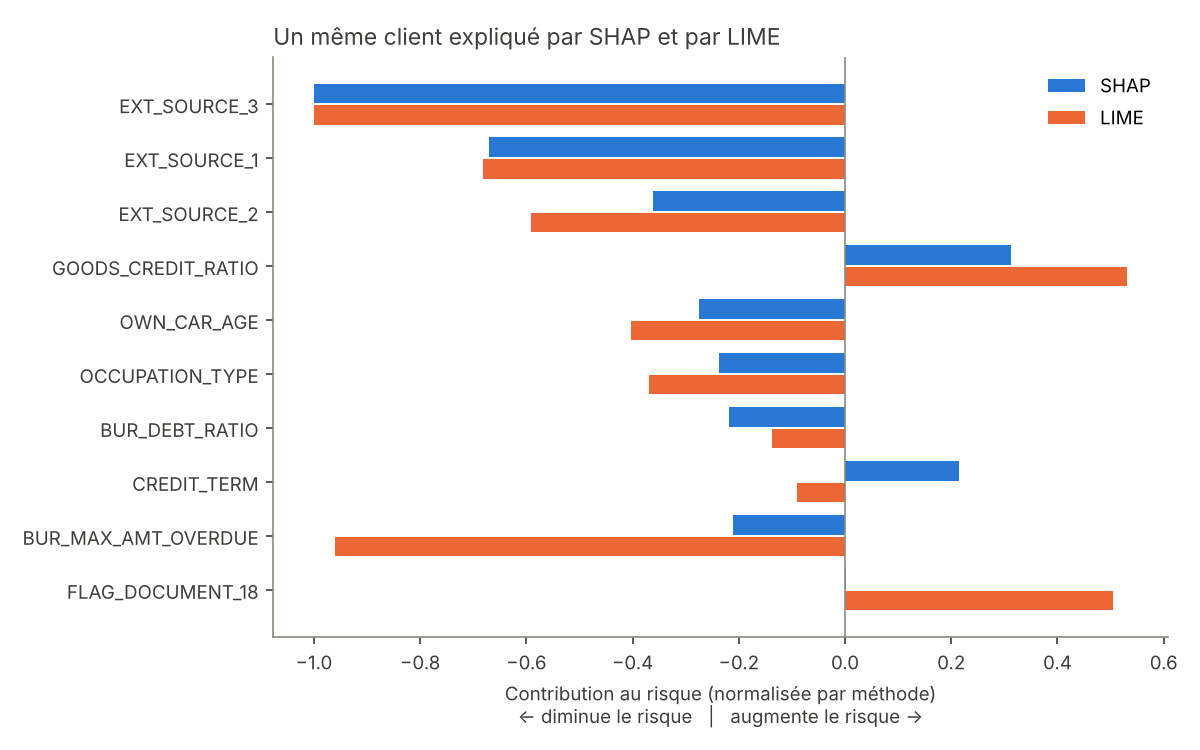 Un même client expliqué par SHAP et par LIME
SHAP
LIME
EXT_SOURCE_3
EXT_SOURCE_1
EXT_SOURCE_2
GOODS_CREDIT_RATIO
OWN_CAR_AGE
OCCUPATION_TYPE
BUR_DEBT_RATIO
CREDIT_TERM
BUR_MAX_AMT_OVERDUE
FLAG_DOCUMENT_18
−1.0 −0.8 −0.6 −0.4 −0.2 0.0 0.2 0.4 0.6
Contribution au risque (normalisée par méthode)
← diminue le risque | augmente le risque →